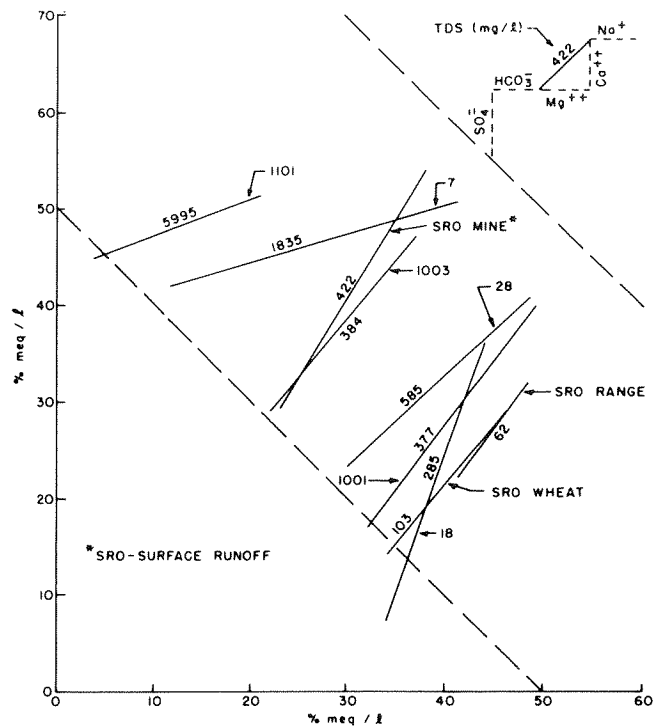 70
60
50
40
30
20
10
0
% meq / l
TDS (mg/l)
Na+
422
Ca++
HCO3-
Mg++
SO4=
1101
5995
7
1835
SRO MINE*
422
1003
384
28
585
SRO RANGE
377
62
1001
285
SRO WHEAT
103
18
*SRO-SURFACE RUNOFF
0 10 20 30 40 50 60
% meq / l